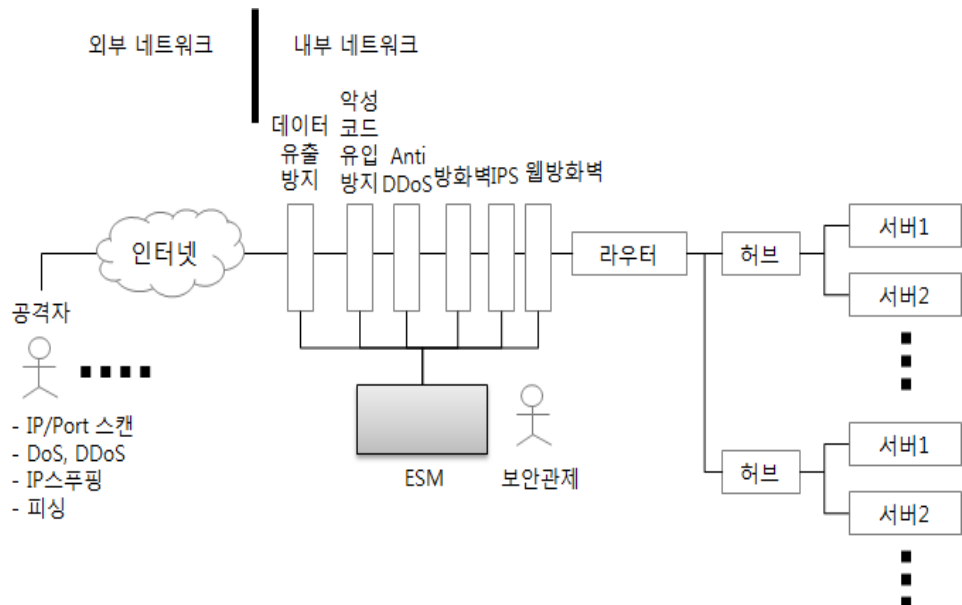 외부 네트워크
내부 네트워크
데이터
유출
방지
악성
코드
유입
방지
Anti
DDoS
방화벽
IPS
웹방화벽
인터넷
라우터
허브
서버1
서버2
공격자
- IP/Port 스캔
- DoS, DDoS
- IP스푸핑
- 피싱
ESM
보안관제
허브
서버1
서버2